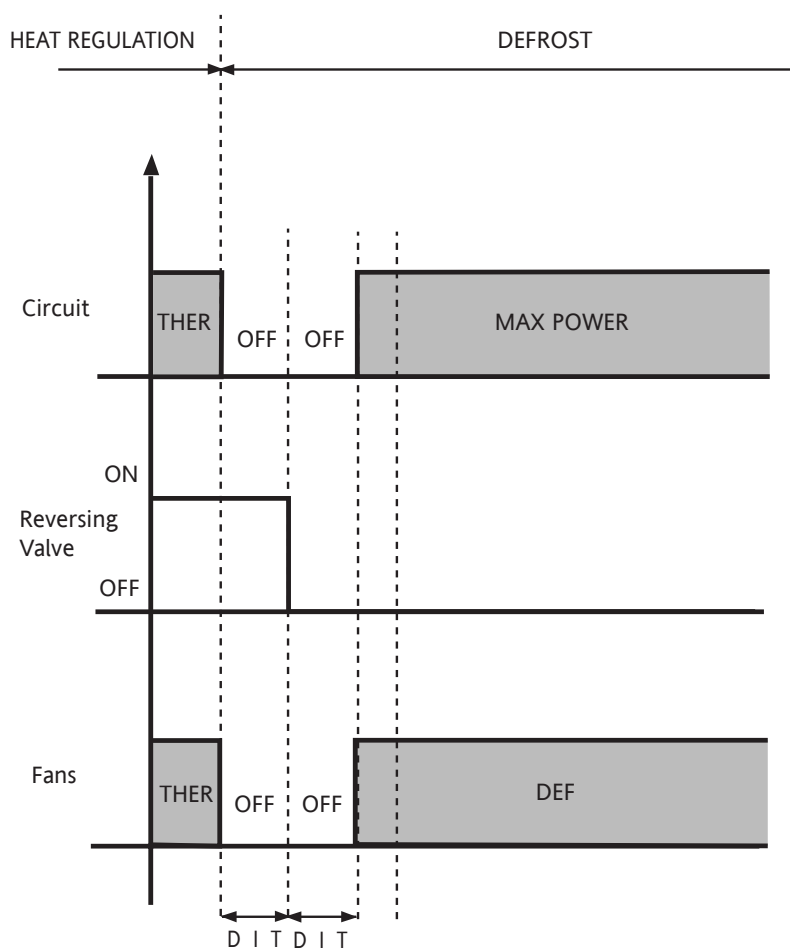 HEAT REGULATION
DEFROST
Circuit
THER
OFF
OFF
MAX POWER
ON
Reversing
Valve
OFF
Fans
THER
OFF
OFF
DEF
D I T
D I T